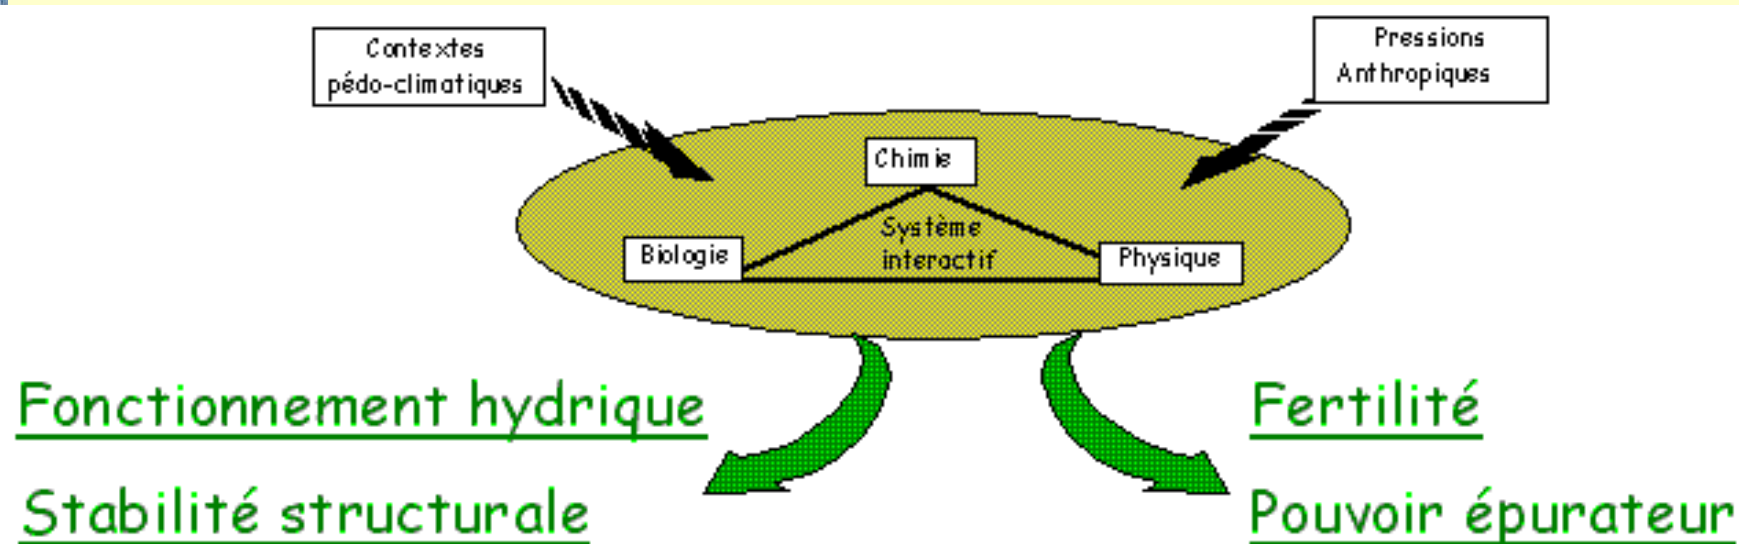 Contextes
pédo-climatiques
Pressions
Anthropiques
Chimie
Système
interactif
Biologie
Physique
Fonctionnement hydrique
Fertilité
Stabilité structurale
Pouvoir épurateur